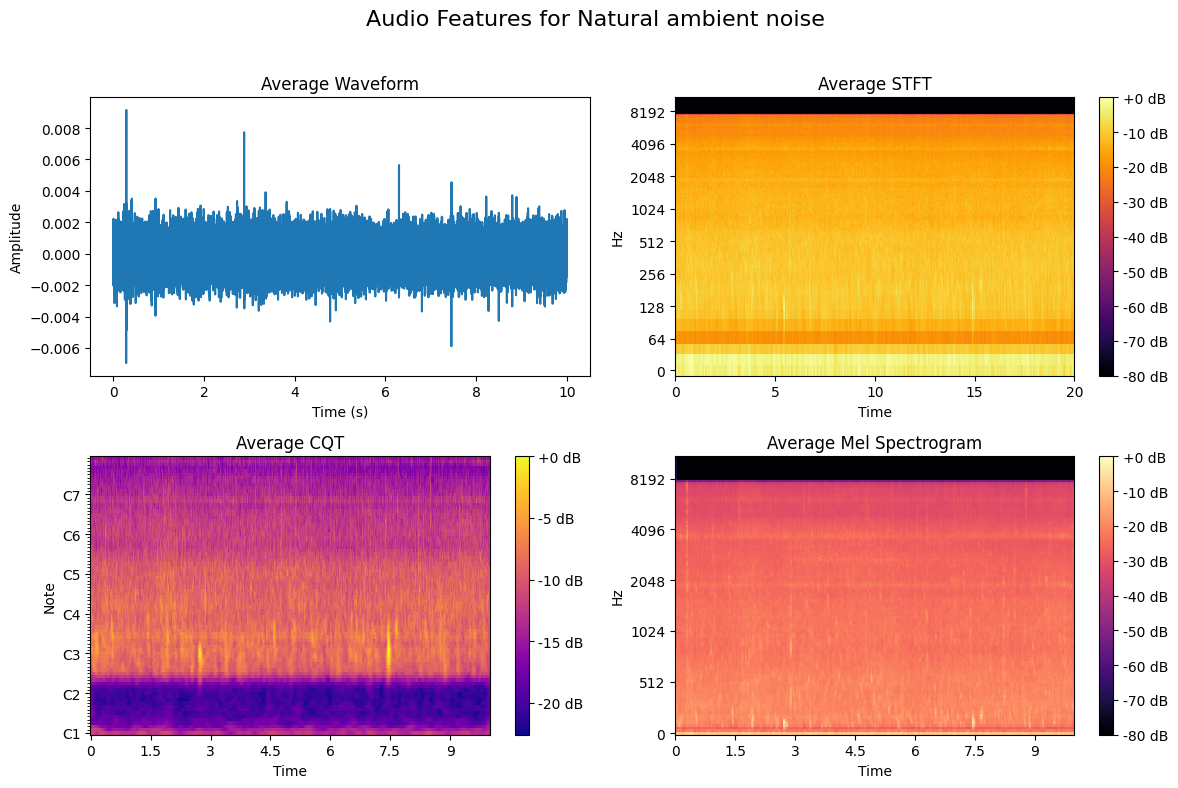 Audio Features for Natural ambient noise
Average Waveform
Amplitude
0.008
0.006
0.004
0.002
0.000
−0.002
−0.004
−0.006
0 2 4 6 8 10
Time (s)
Average STFT
Hz
8192
4096
2048
1024
512
256
128
64
0
0 5 10 15 20
Time
+0 dB
-10 dB
-20 dB
-30 dB
-40 dB
-50 dB
-60 dB
-70 dB
-80 dB
Average CQT
Note
C7
C6
C5
C4
C3
C2
C1
0 1.5 3 4.5 6 7.5 9
Time
+0 dB
-5 dB
-10 dB
-15 dB
-20 dB
Average Mel Spectrogram
Hz
8192
4096
2048
1024
512
0
0 1.5 3 4.5 6 7.5 9
Time
+0 dB
-10 dB
-20 dB
-30 dB
-40 dB
-50 dB
-60 dB
-70 dB
-80 dB